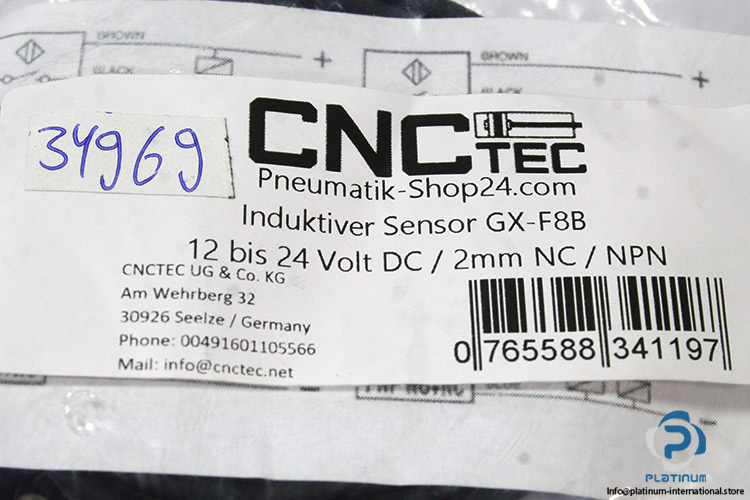 BROWN
BLACK
BROWN
BLACK
34969
CNC TEC
Pneumatik-Shop24.com
Induktiver Sensor GX-F8B
12 bis 24 Volt DC / 2mm NC / NPN
CNCTEC UG & Co. KG
Am Wehrberg 32
30926 Seelze / Germany
Phone: 00491601105566
Mail: info@cnctec.net
0 765588 341197
PLATINUM
Info@platinum-international.store